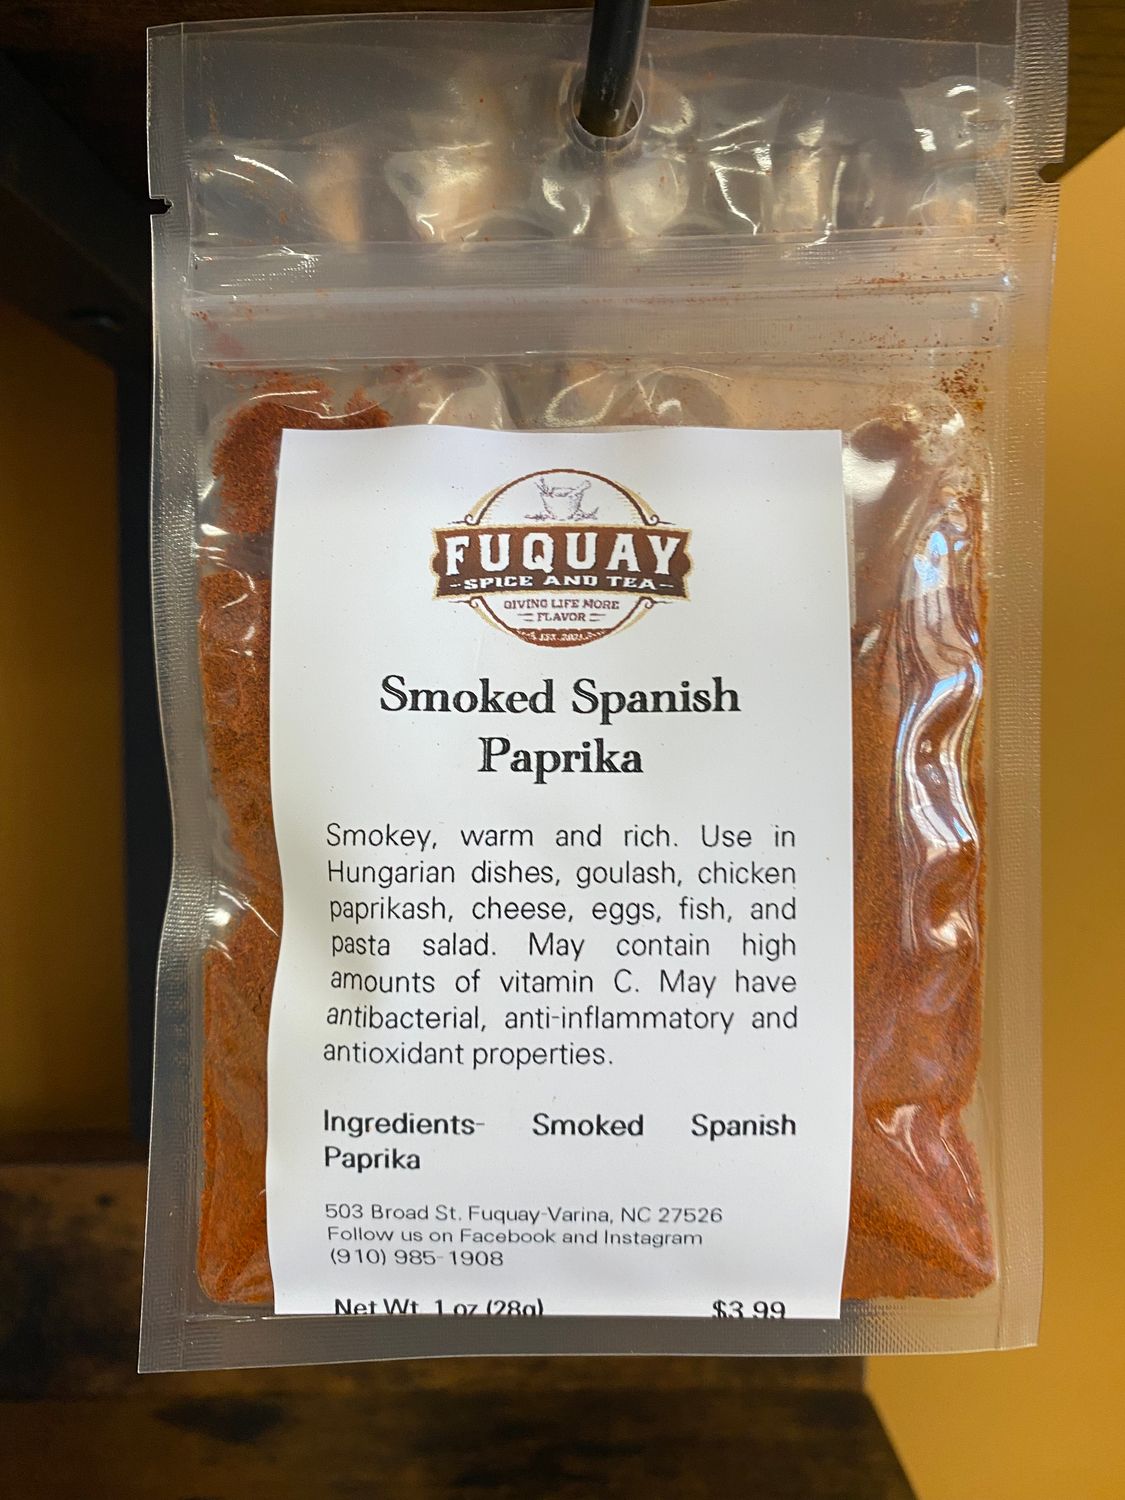 FUQUAY
-SPICE AND TEA-
GIVING LIFE MORE
FLAVOR
EST. 2021
Smoked Spanish
Paprika
Smokey, warm and rich. Use in
Hungarian dishes, goulash, chicken
paprikash, cheese, eggs, fish, and
pasta salad. May contain high
amounts of vitamin C. May have
antibacterial, anti-inflammatory and
antioxidant properties.
Ingredients- Smoked Spanish
Paprika
503 Broad St. Fuquay-Varina, NC 27526
Follow us on Facebook and Instagram
(910) 985-1908
Net Wt. 1 oz (28g) $3.99